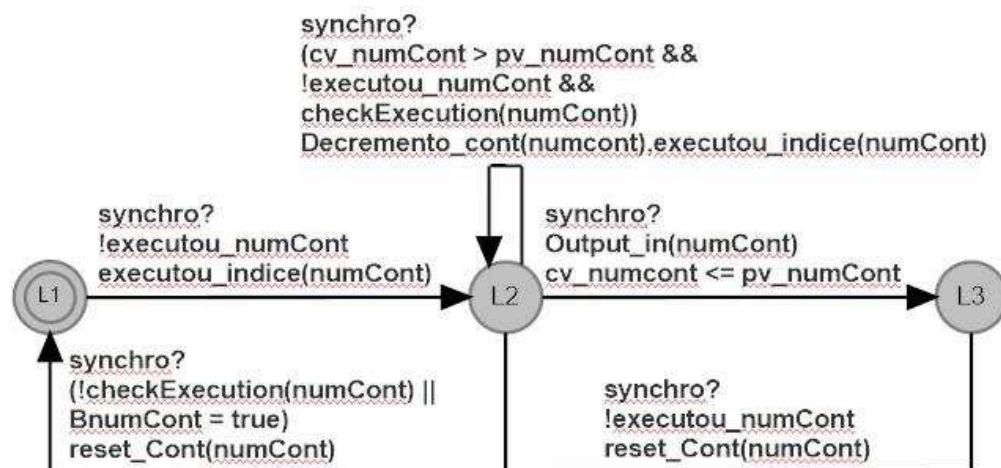 synchro?
(cv_numCont > pv_numCont &&
!executou_numCont &&
checkExecution(numCont))
Decremento_cont(numcont),executou_indice(numCont)
synchro?
!executou_numCont
executou_indice(numCont)
synchro?
Output_in(numCont)
cv_numcont <= pv_numCont
L1
L2
L3
synchro?
(!checkExecution(numCont) ||
BnumCont = true)
reset_Cont(numCont)
synchro?
!executou_numCont
reset_Cont(numCont)